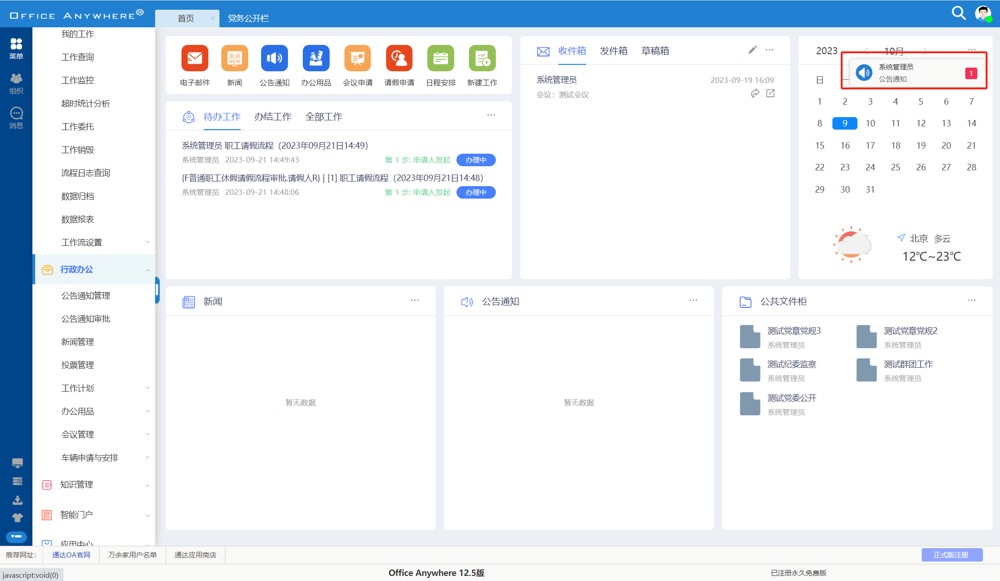 OFFICE ANYWHERE®
首页
×
党务公开栏
菜单
组织
消息
我的工作
工作查询
工作监控
超时统计分析
工作委托
工作销毁
流程日志查询
数据归档
数据报表
工作流设置
行政办公
公告通知管理
公告通知审批
新闻管理
投票管理
工作计划
办公用品
会议管理
车辆申请与安排
知识管理
智能门户
应用中心
新闻
NEW
电子邮件 新闻 公告通知 办公用品 会议申请 请假申请 日程安排 新建工作
待办工作 办结工作 全部工作 ...
系统管理员 职工请假流程（2023年09月21日14:49）
系统管理员 2023-09-21 14:49:43 第 1 步: 申请人发起 办理中
{F普通职工休假请假流程审批.请假人R} | [1] 职工请假流程（2023年09月21日14:48）
系统管理员 2023-09-21 14:48:06 第 1 步: 申请人发起 办理中
收件箱 发件箱 草稿箱 ...
系统管理员 2023-09-19 16:09
会议：测试会议
2023 < 10月 > ...
系统管理员
公告通知
1
日 一
1 2 3 4 5 6 7
8 9 10 11 12 13 14
15 16 17 18 19 20 21
22 23 24 25 26 27 28
29 30 31
北京 多云
12℃~23℃
新闻 ...
暂无数据
公告通知 ...
暂无数据
公共文件柜 ...
测试党章党规3
系统管理员
测试党章党规2
系统管理员
测试纪委监察
系统管理员
测试群团工作
系统管理员
测试党委公开
系统管理员
推荐网址： 通达OA官网 万余家用户名单 通达应用商店 正式版注册
javascript:void(0) Office Anywhere 12.5版 已注册永久免费版